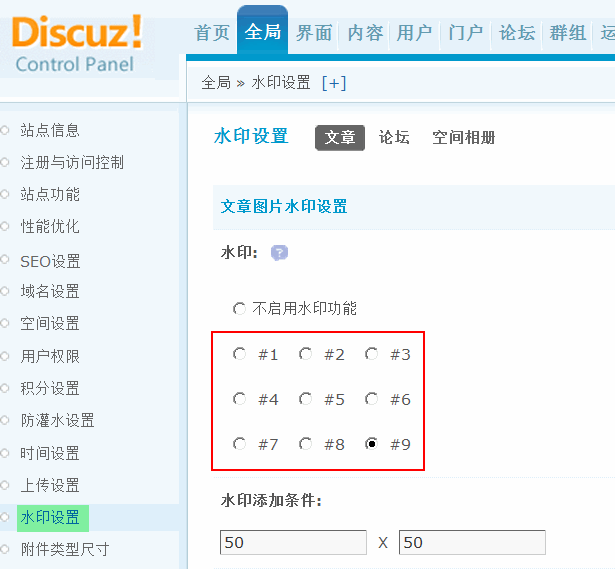 Discuz!
Control Panel
首页 全局 界面 内容 用户 门户 论坛 群组
全局 » 水印设置 [+]
站点信息
注册与访问控制
站点功能
性能优化
SEO设置
域名设置
空间设置
用户权限
积分设置
防灌水设置
时间设置
上传设置
水印设置
附件类型尺寸
水印设置 文章 论坛 空间相册
文章图片水印设置
水印: ?
不启用水印功能
#1 #2 #3
#4 #5 #6
#7 #8 #9
水印添加条件:
50 X 50